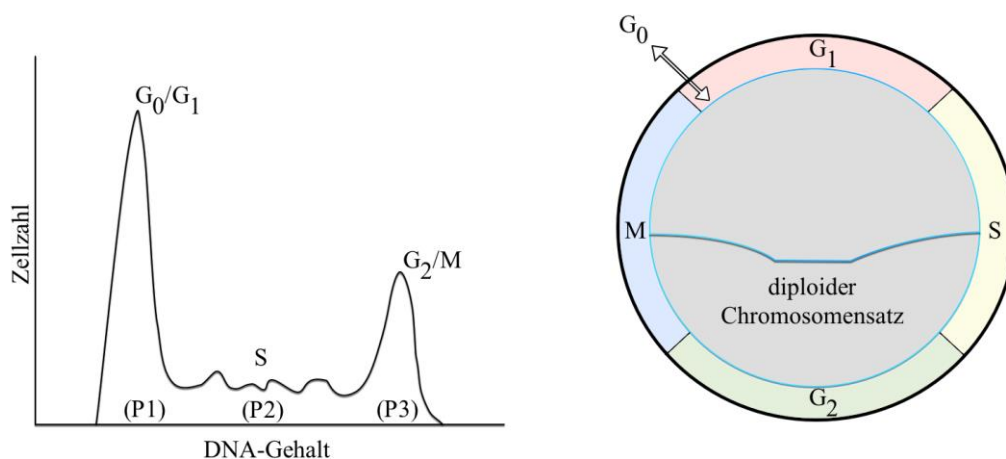 G0/G1
Zellzahl
S
G2/M
(P1)
(P2)
(P3)
DNA-Gehalt
G0
G1
M
S
diploider
Chromosomensatz
G2